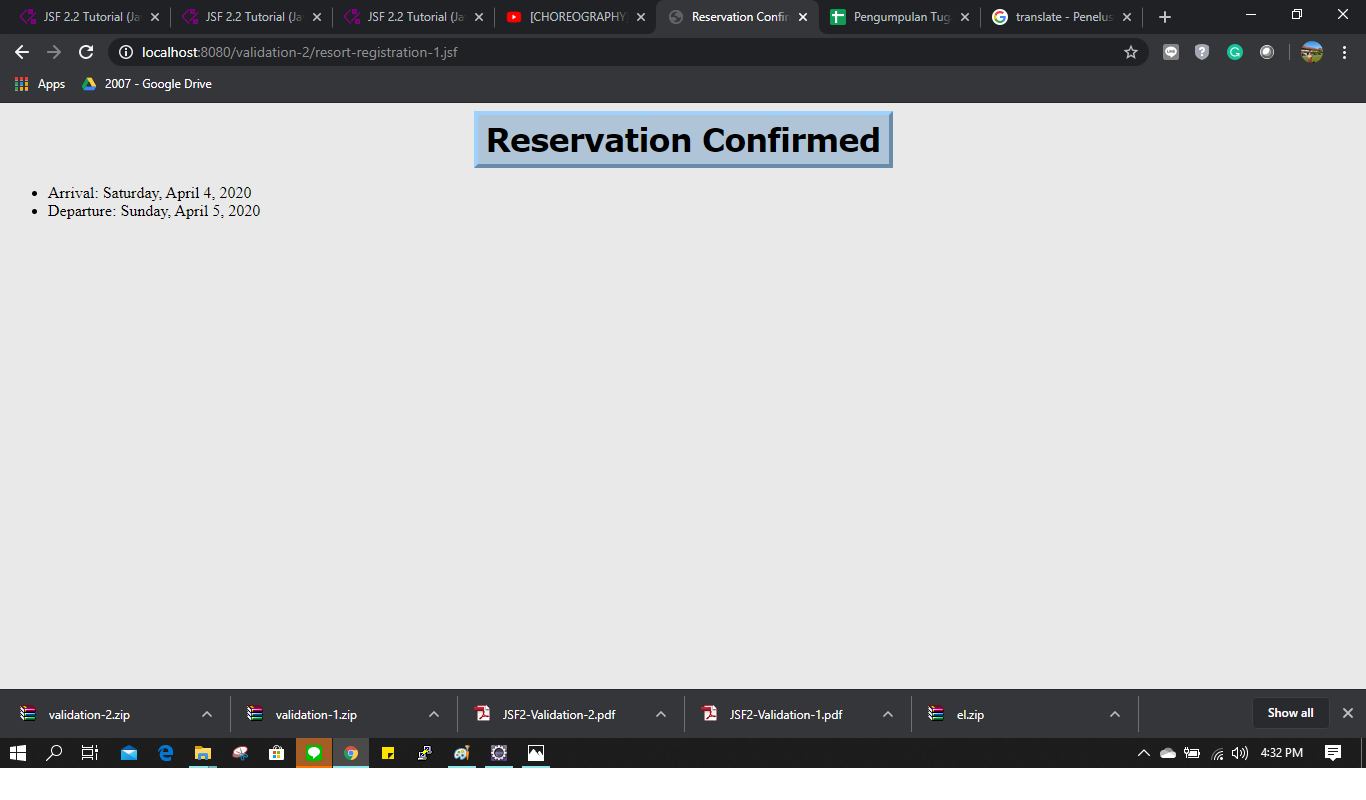 JSF 2.2 Tutorial (Ja
JSF 2.2 Tutorial (Ja
JSF 2.2 Tutorial (Ja
[CHOREOGRAPHY
Reservation Confir
Pengumpulan Tug
translate - Penelus
localhost:8080/validation-2/resort-registration-1.jsf
Apps
2007 - Google Drive
Reservation Confirmed
• Arrival: Saturday, April 4, 2020
• Departure: Sunday, April 5, 2020
validation-2.zip
validation-1.zip
JSF2-Validation-2.pdf
JSF2-Validation-1.pdf
el.zip
Show all
4:32 PM